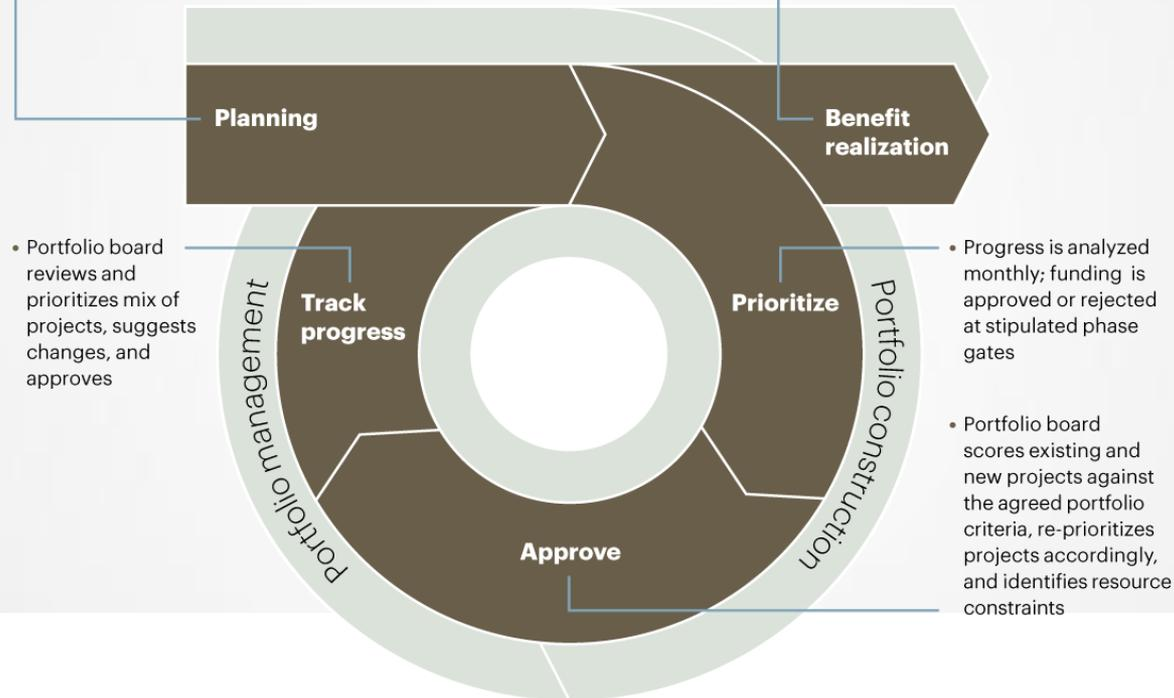 Planning
Benefit
realization
• Portfolio board
reviews and
prioritizes mix of
projects, suggests
changes, and
approves
Track
progress
Prioritize
• Progress is analyzed
monthly; funding is
approved or rejected
at stipulated phase
gates
Portfolio management
Portfolio construction
• Portfolio board
scores existing and
new projects against
the agreed portfolio
criteria, re-prioritizes
projects accordingly,
and identifies resource
constraints
Approve